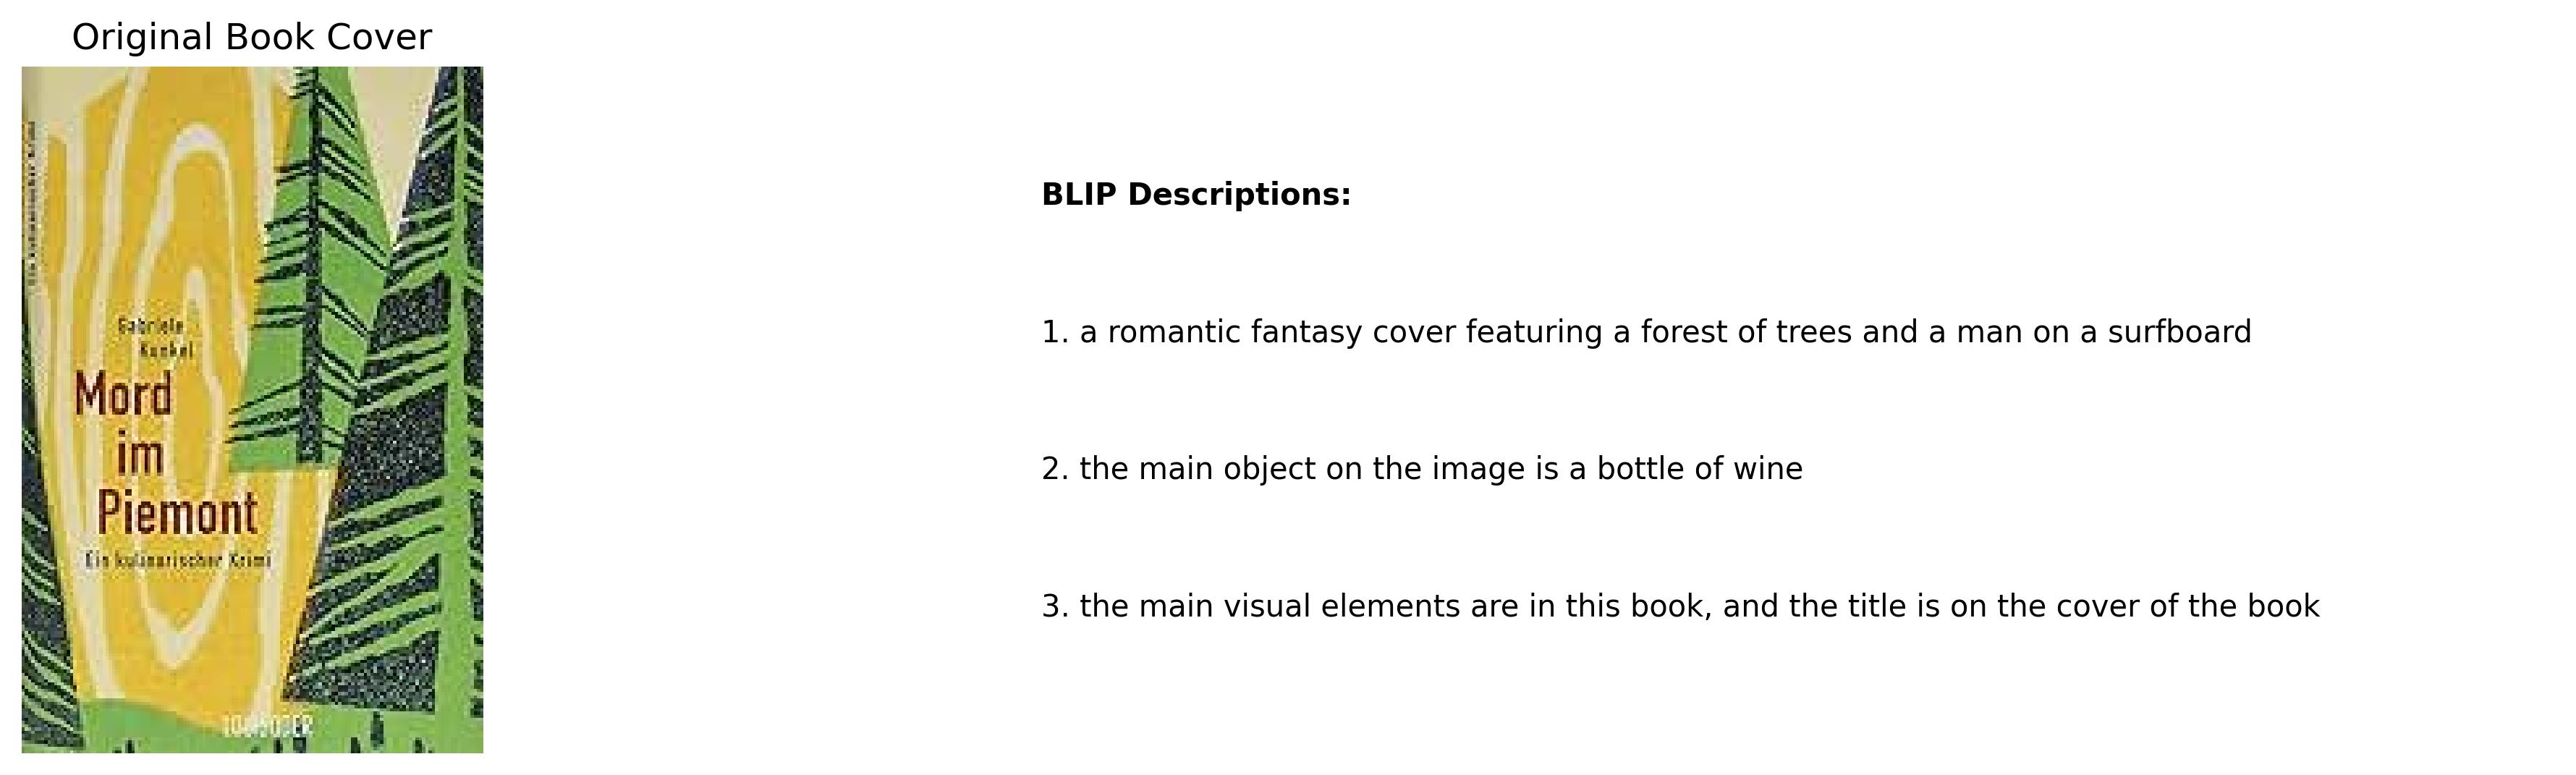 Original Book Cover
Gabriele
Kunkel
Mord
im
Piemont
Ein kulinarischer Krimi
BLIP Descriptions:
1. a romantic fantasy cover featuring a forest of trees and a man on a surfboard
2. the main object on the image is a bottle of wine
3. the main visual elements are in this book, and the title is on the cover of the book